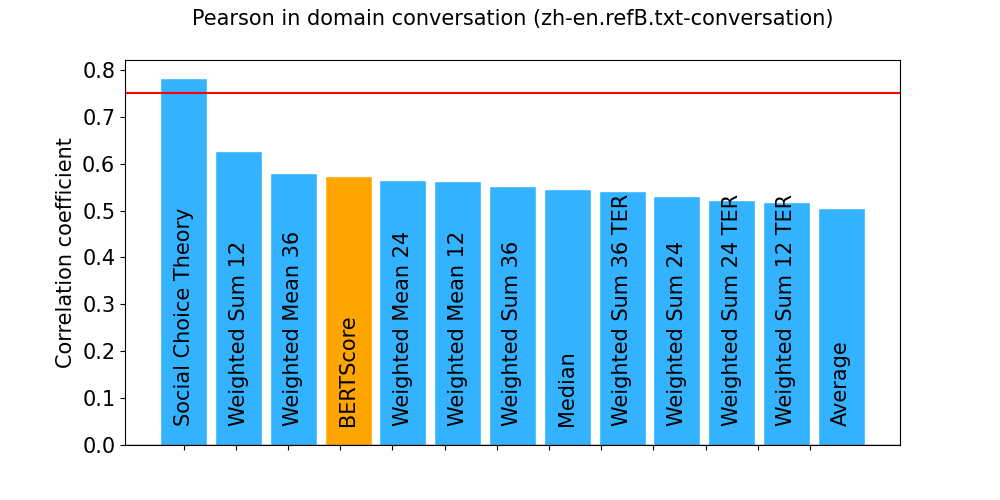 Pearson in domain conversation (zh-en.refB.txt-conversation)
Correlation coefficient
0.8
0.7
0.6
0.5
0.4
0.3
0.2
0.1
0.0
Social Choice Theory
Weighted Sum 12
Weighted Mean 36
BERTScore
Weighted Mean 24
Weighted Mean 12
Weighted Sum 36
Median
Weighted Sum 36 TER
Weighted Sum 24
Weighted Sum 24 TER
Weighted Sum 12 TER
Average